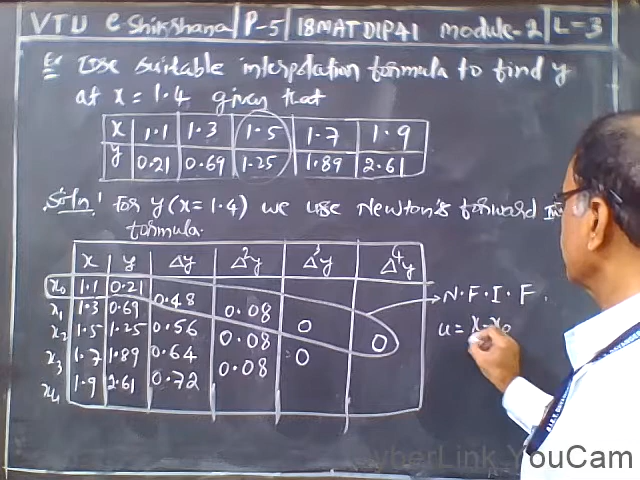 VTU e Shikshana P-5 18MATDIP41 module-2 L-3
Ex Use suitable interpolation formula to find y
at x = 1.4 given that
x 1.1 1.3 1.5 1.7 1.9
y 0.21 0.69 1.25 1.89 2.61
Soln! For y(x=1.4) we use Newton's forward In
formula.
x y Δy Δ²y Δ³y Δ⁴y
x₀ 1.1 0.21
0.48
x₁ 1.3 0.69 0.08
0.56 0
x₂ 1.5 1.25 0.08 0
0.64 0
x₃ 1.7 1.89 0.08
0.72
x₄ 1.9 2.61
N.F.I.F.
u = x-x₀
CyberLink YouCam